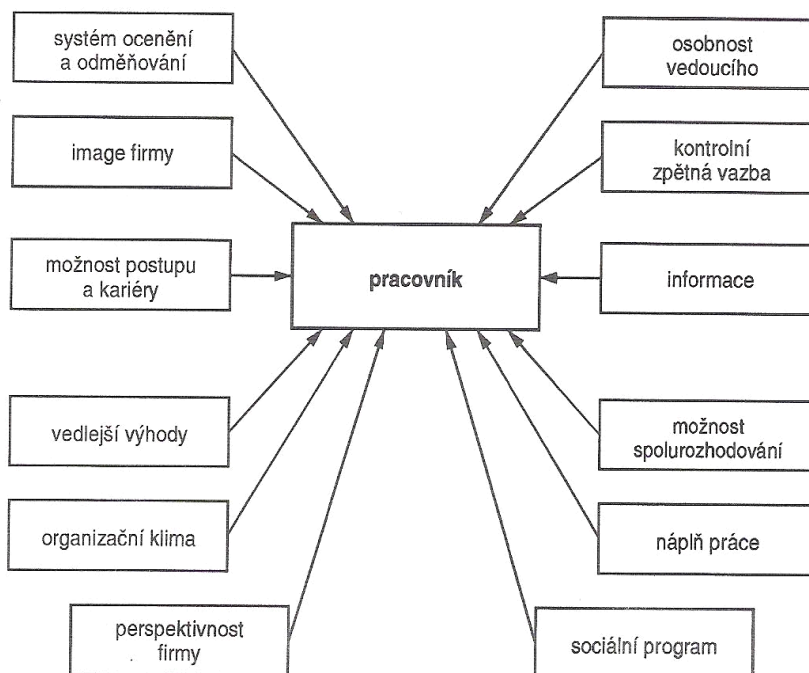 systém ocenění
a odměňování
osobnost
vedoucího
image firmy
kontrolní
zpětná vazba
možnost postupu
a kariéry
pracovník
informace
vedlejší výhody
možnost
spolurozhodování
organizační klima
náplň práce
perspektivnost
firmy
sociální program